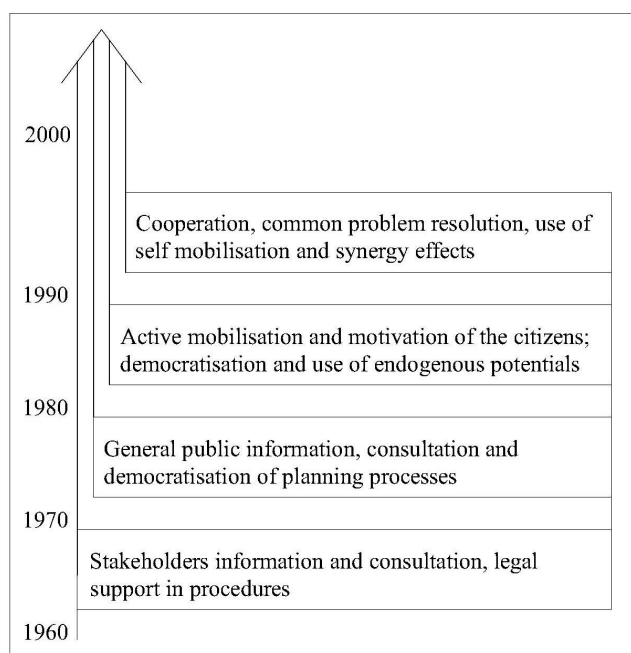 2000
Cooperation, common problem resolution, use of
self mobilisation and synergy effects
1990
Active mobilisation and motivation of the citizens;
democratisation and use of endogenous potentials
1980
General public information, consultation and
democratisation of planning processes
1970
Stakeholders information and consultation, legal
support in procedures
1960